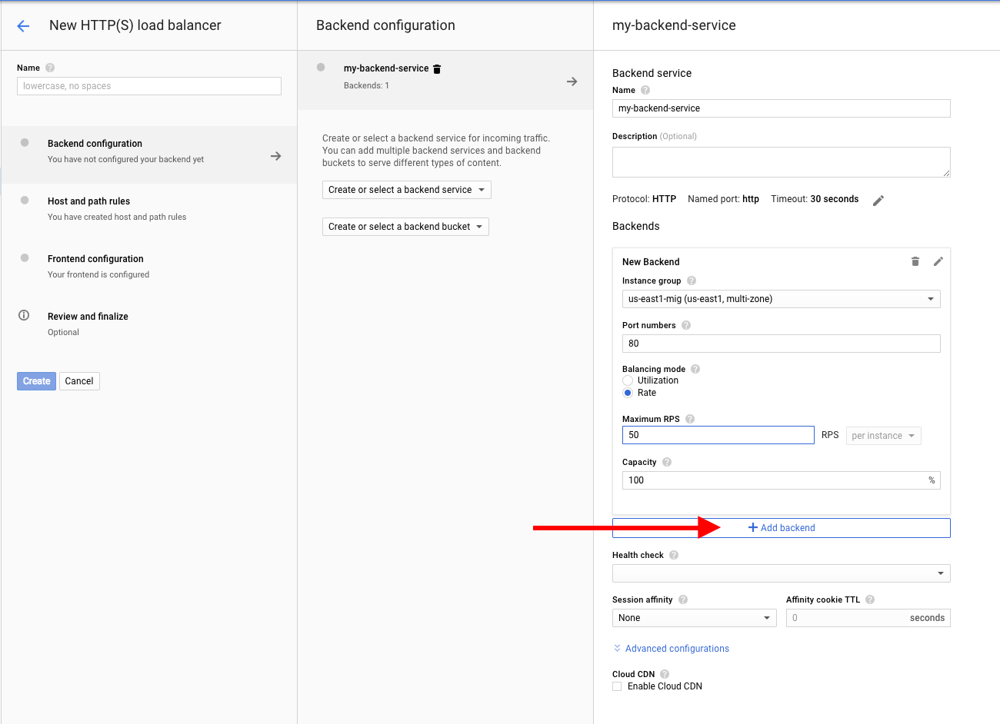 New HTTP(S) load balancer
Name
lowercase, no spaces
Backend configuration
You have not configured your backend yet
Host and path rules
You have created host and path rules
Frontend configuration
Your frontend is configured
Review and finalize
Optional
Create Cancel
Backend configuration
my-backend-service
Backends: 1
Create or select a backend service for incoming traffic.
You can add multiple backend services and backend
buckets to serve different types of content.
Create or select a backend service
Create or select a backend bucket
my-backend-service
Backend service
Name
my-backend-service
Description (Optional)
Protocol: HTTP Named port: http Timeout: 30 seconds
Backends
New Backend
Instance group
us-east1-mig (us-east1, multi-zone)
Port numbers
80
Balancing mode
Utilization
Rate
Maximum RPS
50 RPS per instance
Capacity
100 %
+ Add backend
Health check
Session affinity Affinity cookie TTL
None 0 seconds
Advanced configurations
Cloud CDN
Enable Cloud CDN